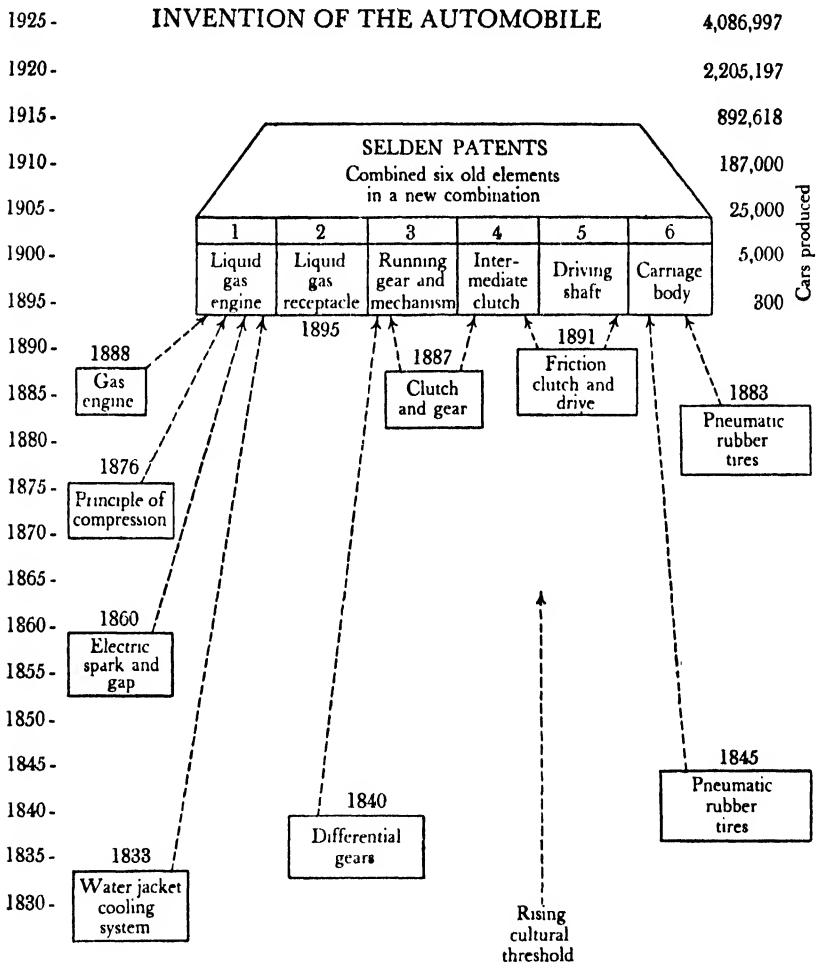 INVENTION OF THE AUTOMOBILE
1925 - 4,086,997
1920 - 2,205,197
1915 - 892,618
1910 - 187,000
1905 - 25,000
1900 - 5,000
1895 - 300
1890 -
1885 -
1880 -
1875 -
1870 -
1865 -
1860 -
1855 -
1850 -
1845 -
1840 -
1835 -
1830 -
Cars produced
SELDEN PATENTS
Combined six old elements
in a new combination
1
Liquid
gas
engine
2
Liquid
gas
receptacle
3
Running
gear and
mechanism
4
Inter-
mediate
clutch
5
Driving
shaft
6
Carriage
body
1895
1888
Gas
engine
1887
Clutch
and gear
1891
Friction
clutch and
drive
1883
Pneumatic
rubber
tires
1876
Principle of
compression
1860
Electric
spark and
gap
1845
Pneumatic
rubber
tires
1840
Differential
gears
1833
Water jacket
cooling
system
Rising
cultural
threshold